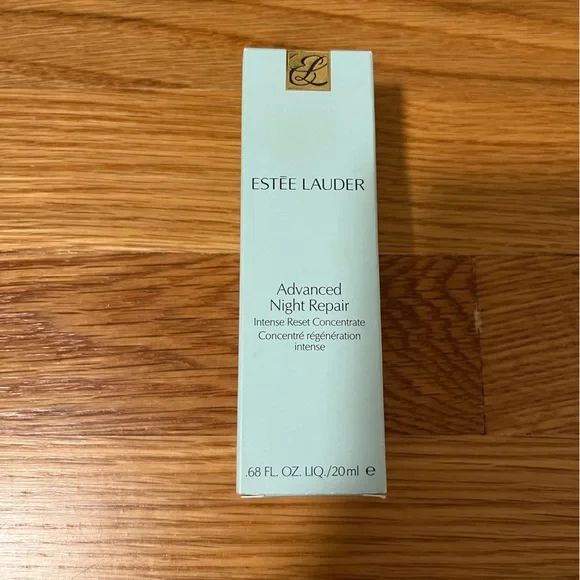 EL
ESTĒE LAUDER
Advanced
Night Repair
Intense Reset Concentrate
Concentré régénération
intense
.68 FL. OZ. LIQ./20ml ℮